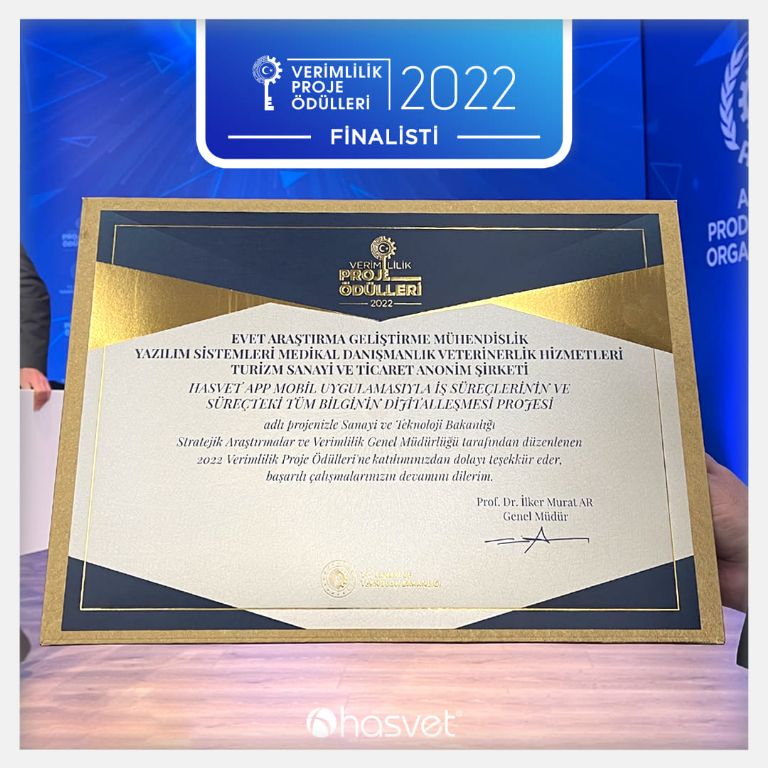 VERİMLİLİK
PROJE
ÖDÜLLERİ
2022
FİNALİSTİ
PROD
ORGA
VERİMLİLİK
PROJE
ÖDÜLLERİ
2022
EVET ARAŞTIRMA GELİŞTİRME MÜHENDİSLİK
YAZILIM SİSTEMLERİ MEDİKAL DANIŞMANLIK VETERİNERLİK HİZMETLERİ
TURİZM SANAYİ VE TİCARET ANONİM ŞİRKETİ
HASVET APP MOBİL UYGULAMASIYLA İŞ SÜREÇLERİNİN VE
SÜREÇTEKİ TÜM BİLGİNİN DİJİTALLEŞMESİ PROJESİ
adlı projenizle Sanayi ve Teknoloji Bakanlığı
Stratejik Araştırmalar ve Verimlilik Genel Müdürlüğü tarafından düzenlenen
2022 Verimlilik Proje Ödülleri'ne katılımınızdan dolayı teşekkür eder,
başarılı çalışmalarınızın devamını dilerim.
Prof. Dr. İlker Murat AR
Genel Müdür
hasvet